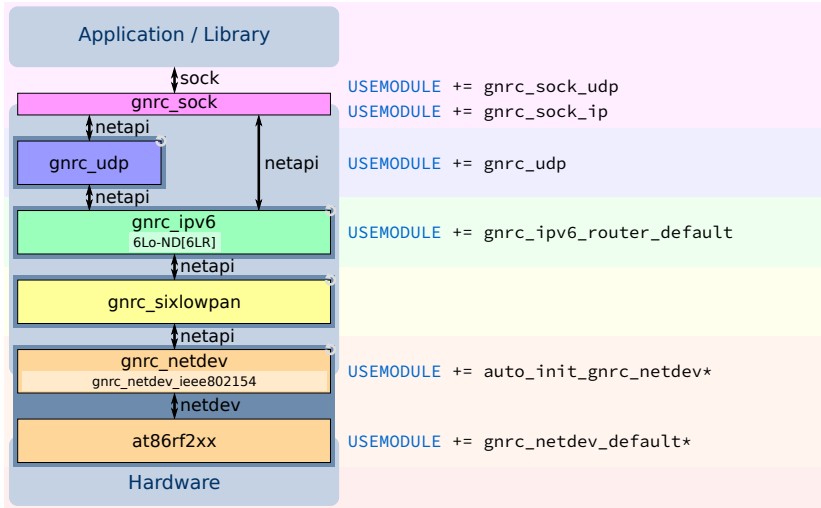 Application / Library
sock
gnrc_sock
USEMODULE += gnrc_sock_udp
USEMODULE += gnrc_sock_ip
netapi
gnrc_udp
netapi
USEMODULE += gnrc_udp
netapi
gnrc_ipv6
6Lo-ND[6LR]
USEMODULE += gnrc_ipv6_router_default
netapi
gnrc_sixlowpan
netapi
gnrc_netdev
gnrc_netdev_ieee802154
USEMODULE += auto_init_gnrc_netdev*
netdev
at86rf2xx
USEMODULE += gnrc_netdev_default*
Hardware